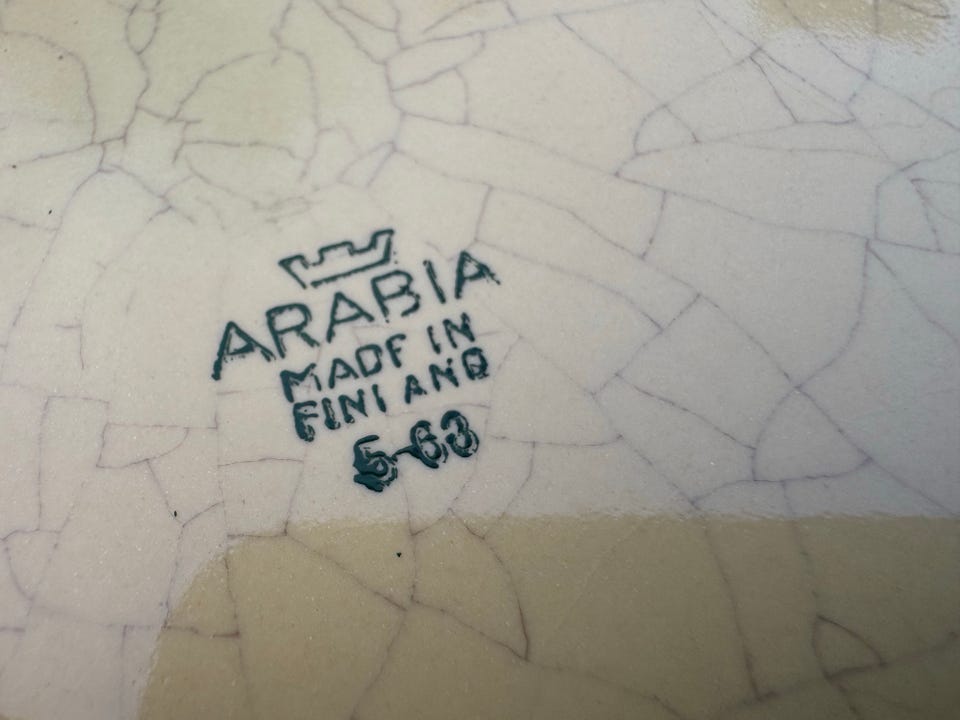 ARABIA
MADE IN
FINLAND
5-63